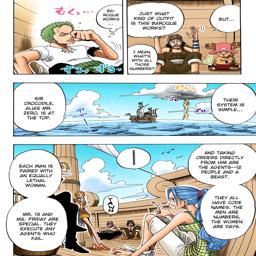 BUT...
JUST WHAT
KIND OF OUTFIT
IS THIS
BAROQUE
WORKS?
I MEAN,
WHAT'S
WITH ALL
THOSE
NUMBERS?
BA-
ROQUE
WORKS...
THEIR
SYSTEM IS
SIMPLE...
SIR
CROCODILE,
ALIAS
MR. ZERO,
IS AT THE
TOP.
AND TAKING
ORDERS
DIRECTLY FROM
HIM ARE THE
AGENTS--12
PEOPLE AND
A BEAST.
THEY ALL
HAVE CODE
NAMES.
THE MEN
ARE
NUMBERS,
THE WOMEN
ARE DAYS.
EACH MAN IS
PAIRED WITH
AN EQUALLY
LETHAL
WOMAN.
MR. 13 AND
MS. FRIDAY ARE
SPECIAL. THEY
EXECUTE ANY
AGENTS
WHO FAIL.